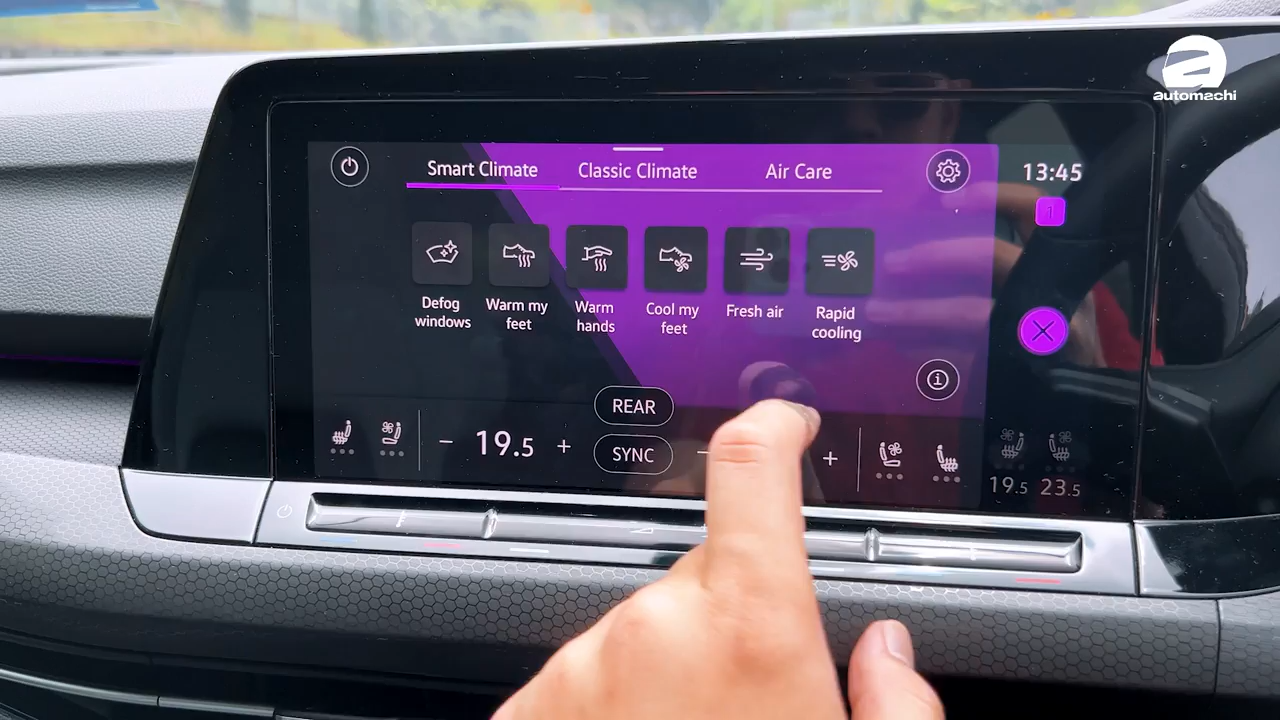 automachi
Smart Climate
Classic Climate
Air Care
13:45
1
Defog
windows
Warm my
feet
Warm
hands
Cool my
feet
Fresh air
Rapid
cooling
REAR
- 19.5 +
SYNC
- +
19.5 23.5